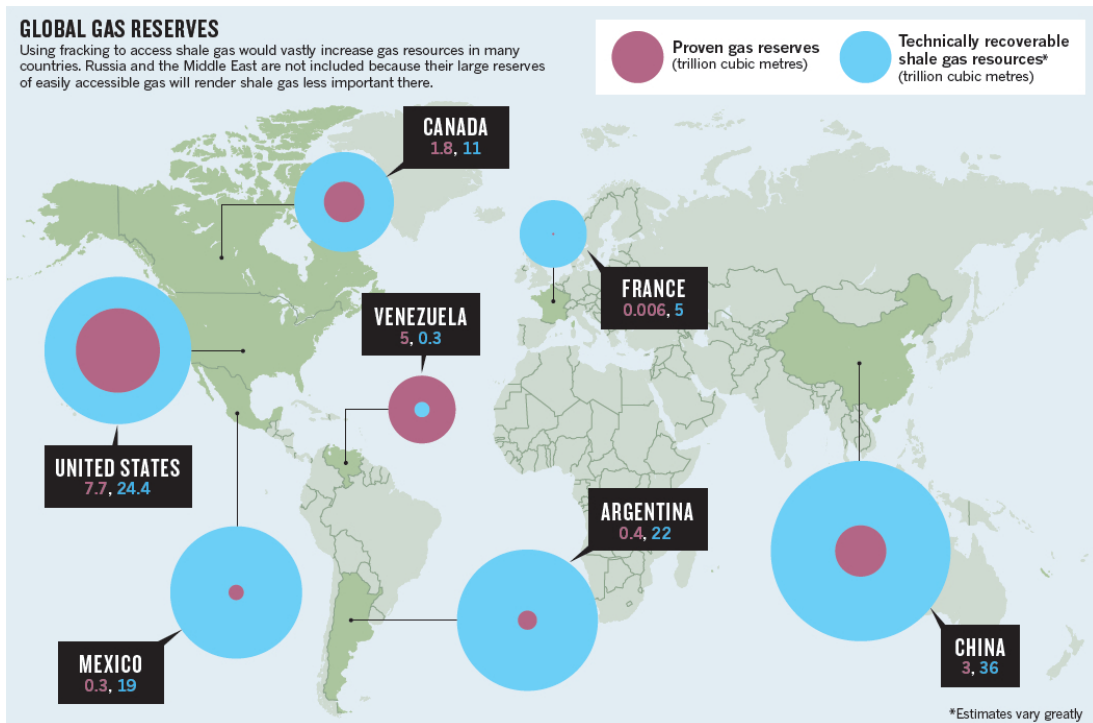 GLOBAL GAS RESERVES
Using fracking to access shale gas would vastly increase gas resources in many
countries. Russia and the Middle East are not included because their large reserves
of easily accessible gas will render shale gas less important there.
Proven gas reserves
(trillion cubic metres)
Technically recoverable
shale gas resources*
(trillion cubic metres)
CANADA
1.8, 11
FRANCE
0.006, 5
VENEZUELA
5, 0.3
UNITED STATES
7.7, 24.4
ARGENTINA
0.4, 22
MEXICO
0.3, 19
CHINA
3, 36
*Estimates vary greatly